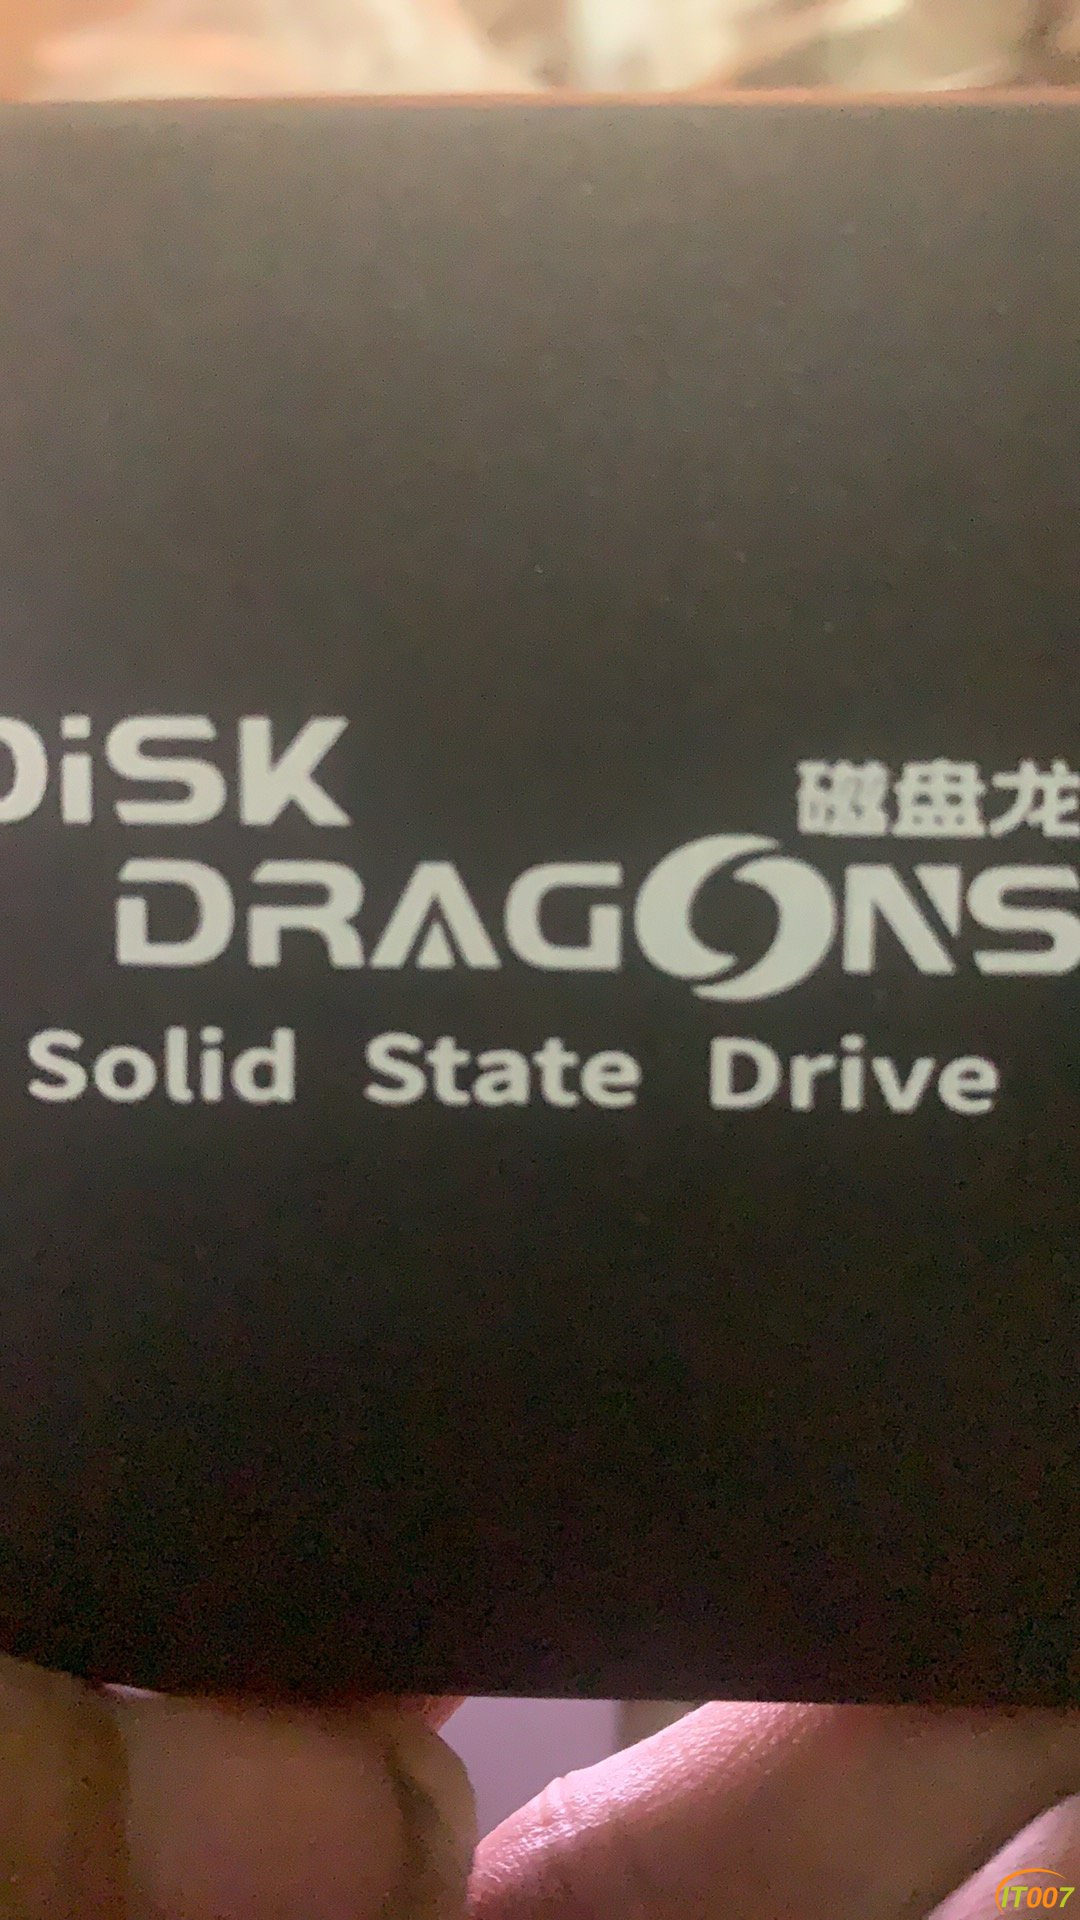 DiSK
磁盘龙
DRAGONS
Solid State Drive
IT007